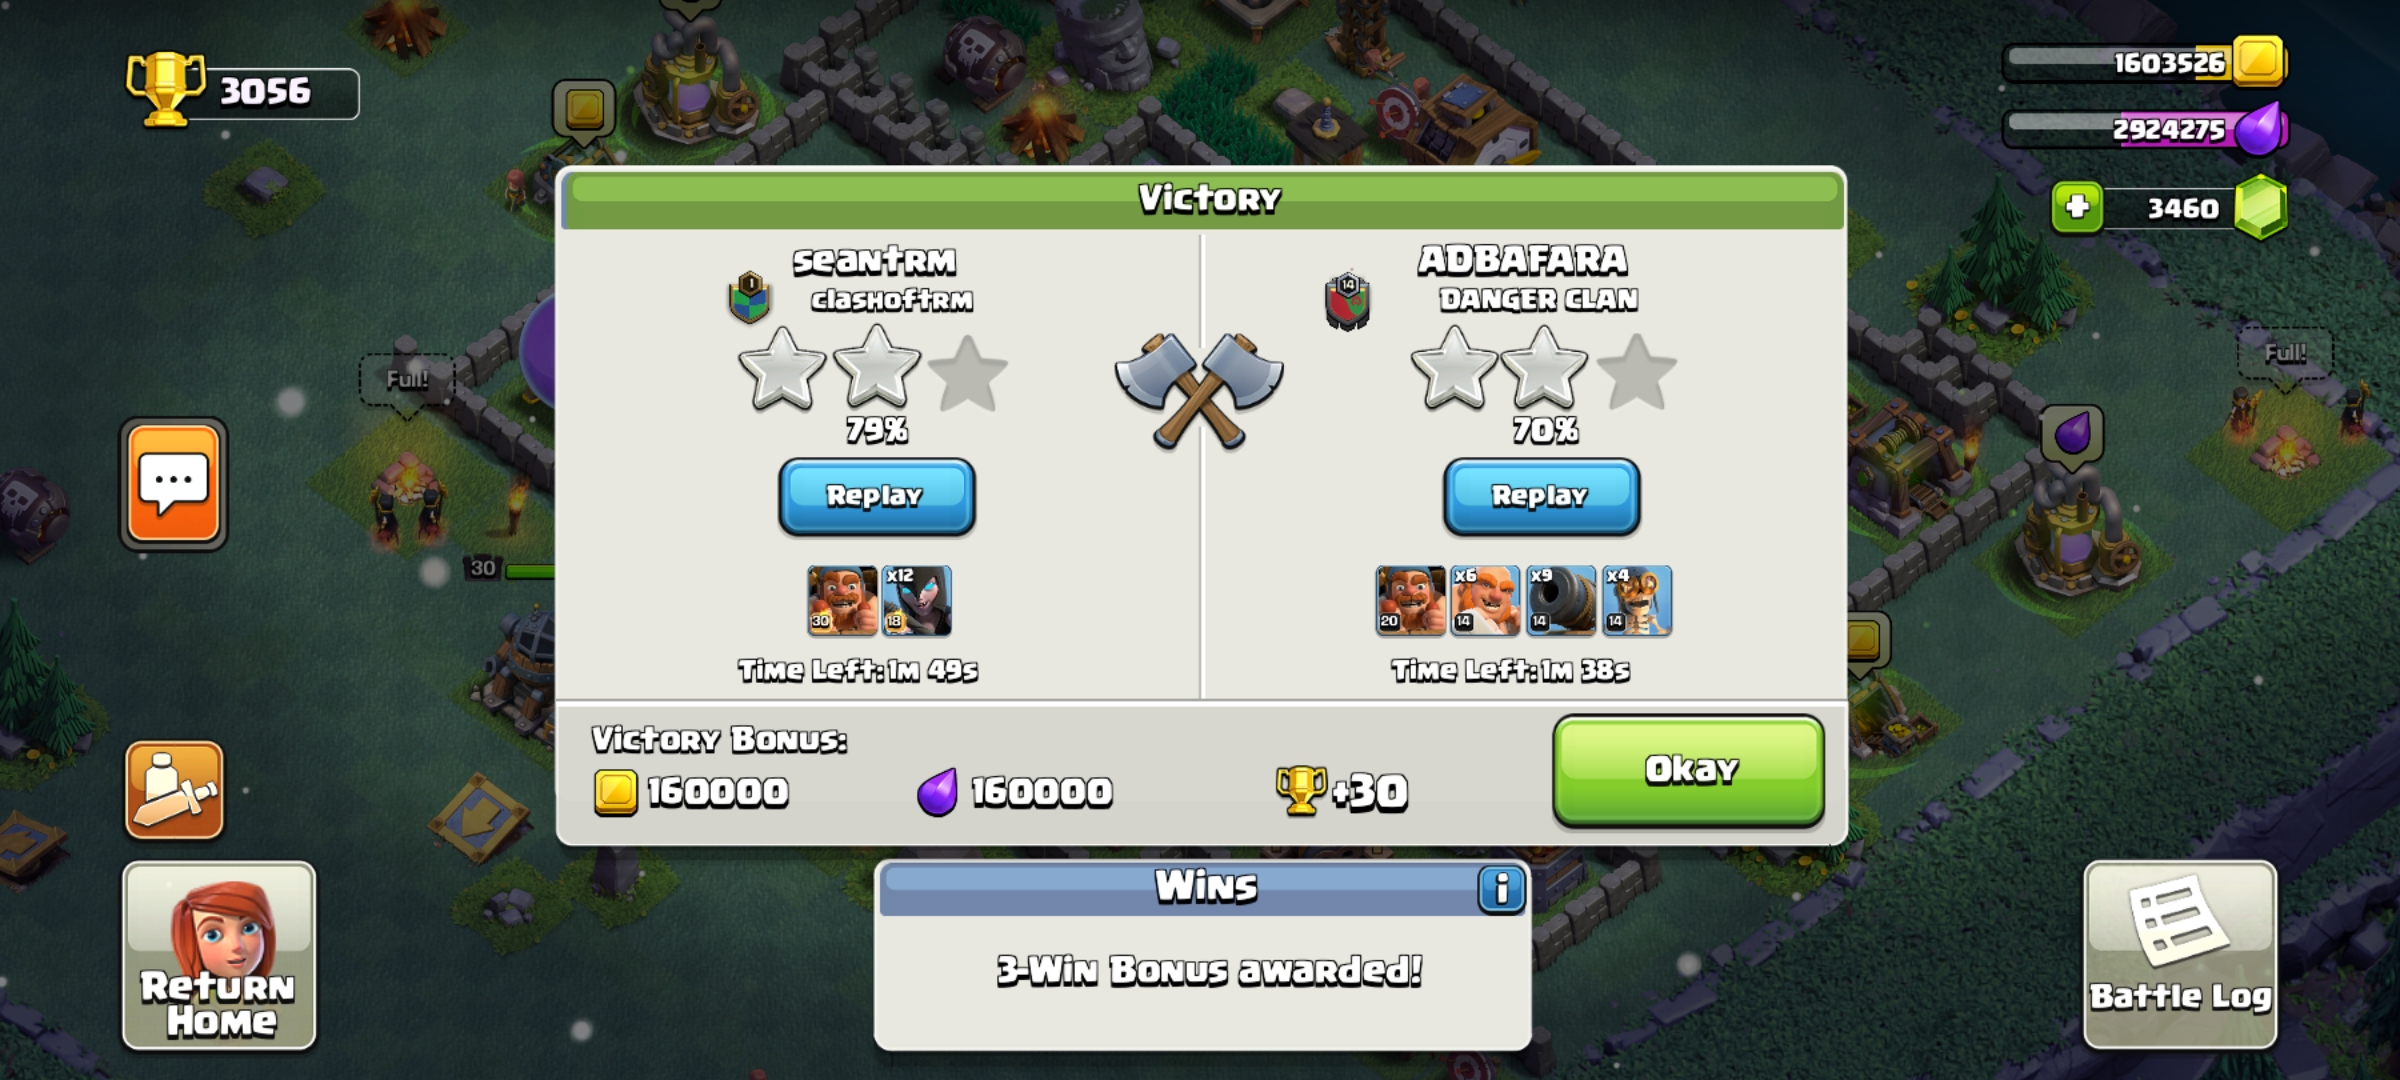 3056
1603526
2924275
3460
Victory
seantrm
1
clashoftrm
79%
Replay
30
x12
18
Time Left: 1m 49s
ADBAFARA
14
DANGER CLAN
70%
Replay
20
x6
14
x9
14
x4
14
Time Left: 1m 38s
Full!
Full!
30
Victory Bonus:
160000
160000
+30
Okay
Wins
i
3-Win Bonus awarded!
Return
Home
Battle Log